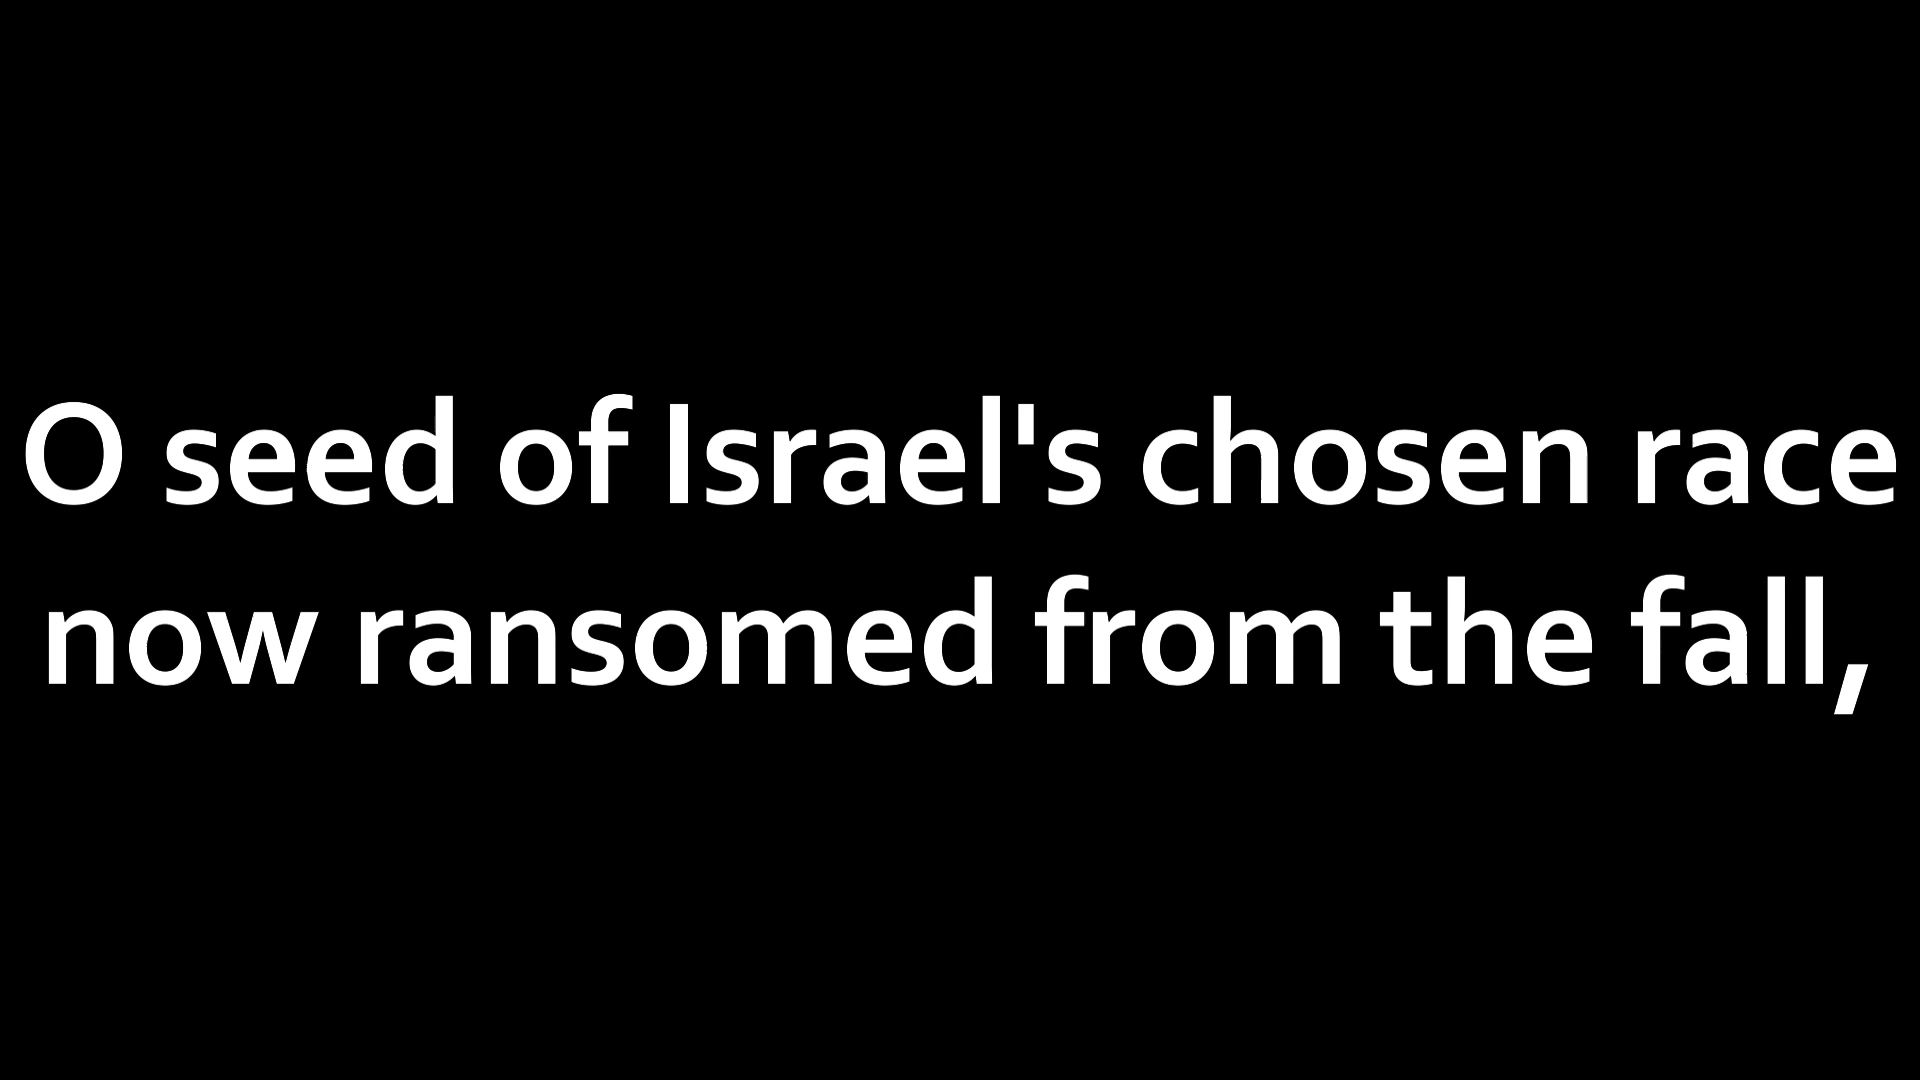 O seed of Israel's chosen race
now ransomed from the fall,